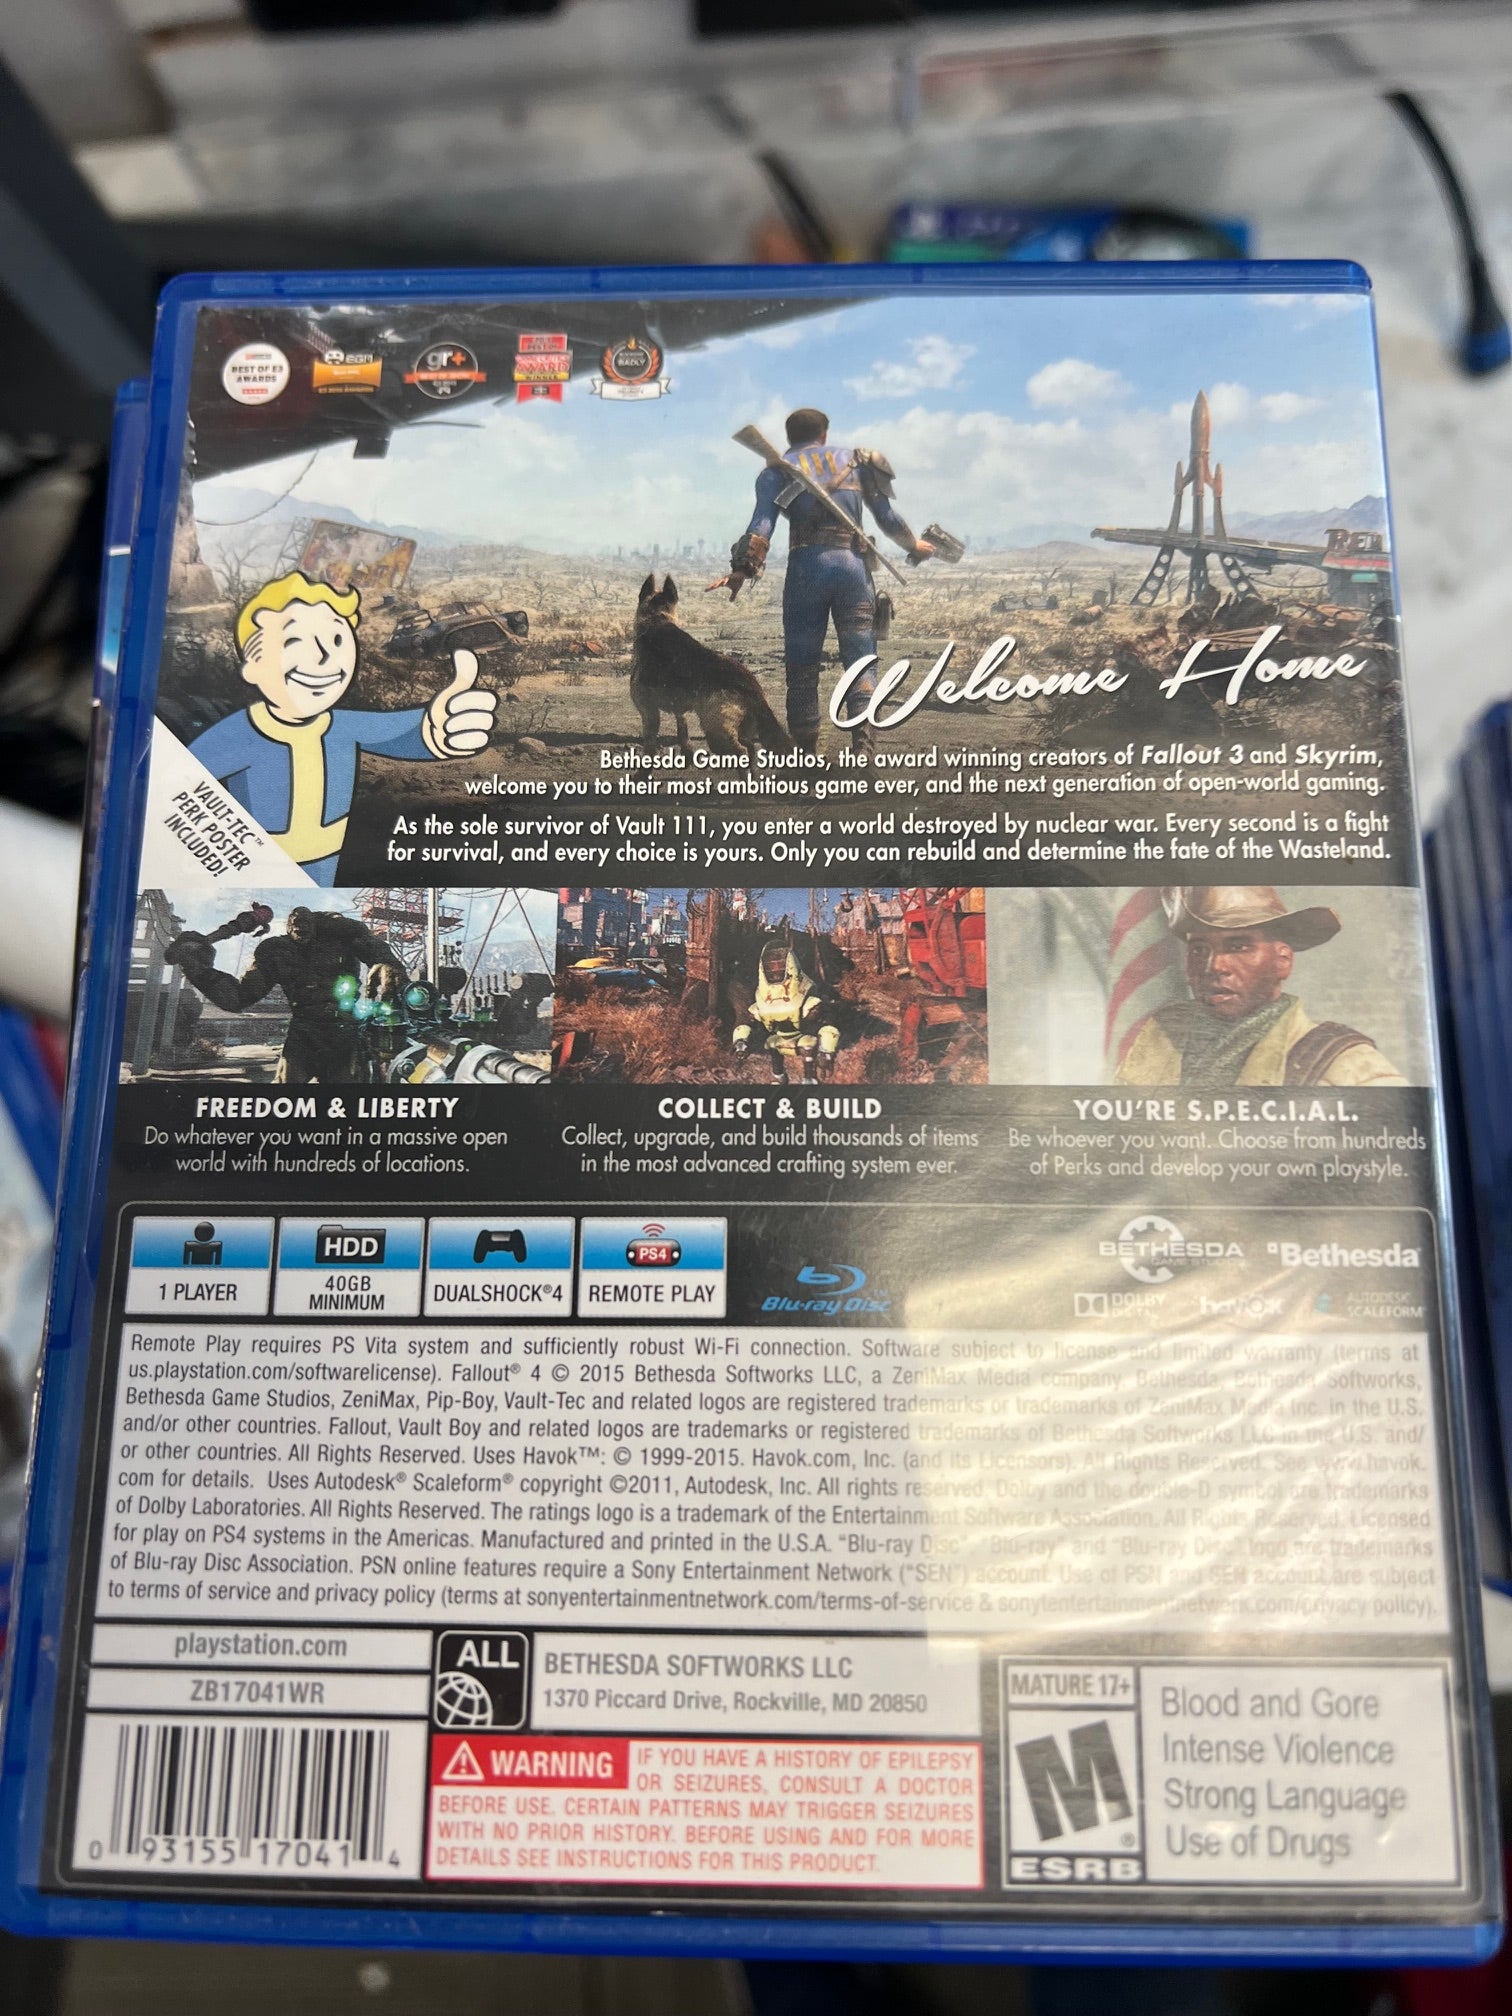 BEST OF E3
AWARDS
EGM
gr+
AWARD
WINNER
BADLY
111
RED
Welcome Home
Bethesda Game Studios, the award winning creators of Fallout 3 and Skyrim,
welcome you to their most ambitious game ever, and the next generation of open-world gaming.
As the sole survivor of Vault 111, you enter a world destroyed by nuclear war. Every second is a fight
for survival, and every choice is yours. Only you can rebuild and determine the fate of the Wasteland.
VAULT-TEC™
PERK POSTER
INCLUDED!
FREEDOM & LIBERTY
Do whatever you want in a massive open
world with hundreds of locations.
COLLECT & BUILD
Collect, upgrade, and build thousands of items
in the most advanced crafting system ever.
YOU'RE S.P.E.C.I.A.L.
Be whoever you want. Choose from hundreds
of Perks and develop your own playstyle.
1 PLAYER
HDD
40GB
MINIMUM
DUALSHOCK®4
PS4
REMOTE PLAY
Blu-ray Disc
BETHESDA
GAME STUDIOS
Bethesda
DOLBY
DIGITAL
havok
AUTODESK
SCALEFORM
Remote Play requires PS Vita system and sufficiently robust Wi-Fi connection. Software subject to license and limited warranty (terms at
us.playstation.com/softwarelicense). Fallout® 4 © 2015 Bethesda Softworks LLC, a ZeniMax Media company. Bethesda, Bethesda Softworks,
Bethesda Game Studios, ZeniMax, Pip-Boy, Vault-Tec and related logos are registered trademarks or trademarks of ZeniMax Media Inc. in the U.S.
and/or other countries. Fallout, Vault Boy and related logos are trademarks or registered trademarks of Bethesda Softworks LLC in the U.S. and/
or other countries. All Rights Reserved. Uses Havok™: © 1999-2015. Havok.com, Inc. (and its Licensors). All Rights Reserved. See www.havok.
com for details. Uses Autodesk® Scaleform® copyright ©2011, Autodesk, Inc. All rights reserved. Dolby and the double-D symbol are trademarks
of Dolby Laboratories. All Rights Reserved. The ratings logo is a trademark of the Entertainment Software Association. All Rights Reserved. Licensed
for play on PS4 systems in the Americas. Manufactured and printed in the U.S.A. "Blu-ray Disc", "Blu-ray" and "Blu-ray Disc" logo are trademarks
of Blu-ray Disc Association. PSN online features require a Sony Entertainment Network ("SEN") account. Use of PSN and SEN account are subject
to terms of service and privacy policy (terms at sonyentertainmentnetwork.com/terms-of-service & sonytentertainmentnetwork.com/privacy policy).
playstation.com
ZB17041WR
0 93155 17041 4
ALL
BETHESDA SOFTWORKS LLC
1370 Piccard Drive, Rockville, MD 20850
WARNING IF YOU HAVE A HISTORY OF EPILEPSY
OR SEIZURES, CONSULT A DOCTOR
BEFORE USE. CERTAIN PATTERNS MAY TRIGGER SEIZURES
WITH NO PRIOR HISTORY. BEFORE USING AND FOR MORE
DETAILS SEE INSTRUCTIONS FOR THIS PRODUCT.
MATURE 17+
M
®
ESRB
Blood and Gore
Intense Violence
Strong Language
Use of Drugs